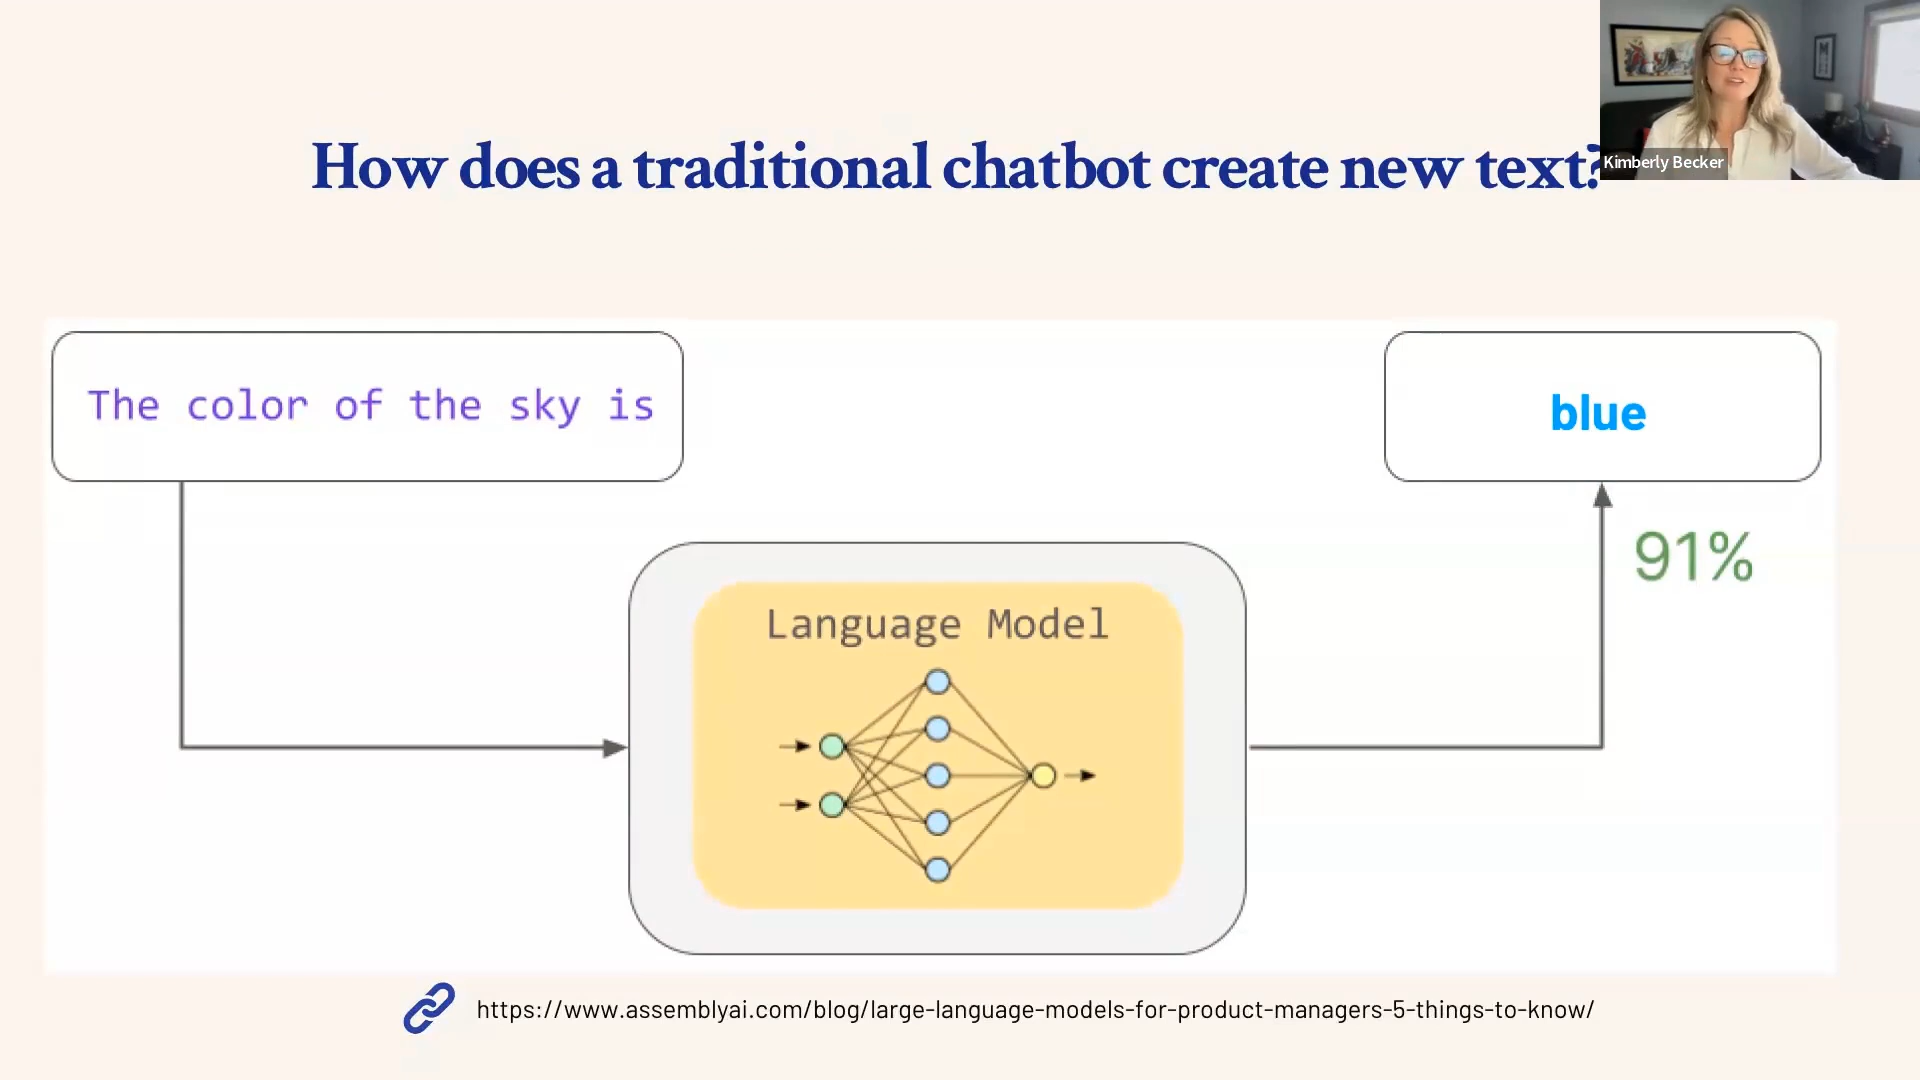 How does a traditional chatbot create new text?
Kimberly Becker
The color of the sky is
blue
91%
Language Model
https://www.assemblyai.com/blog/large-language-models-for-product-managers-5-things-to-know/